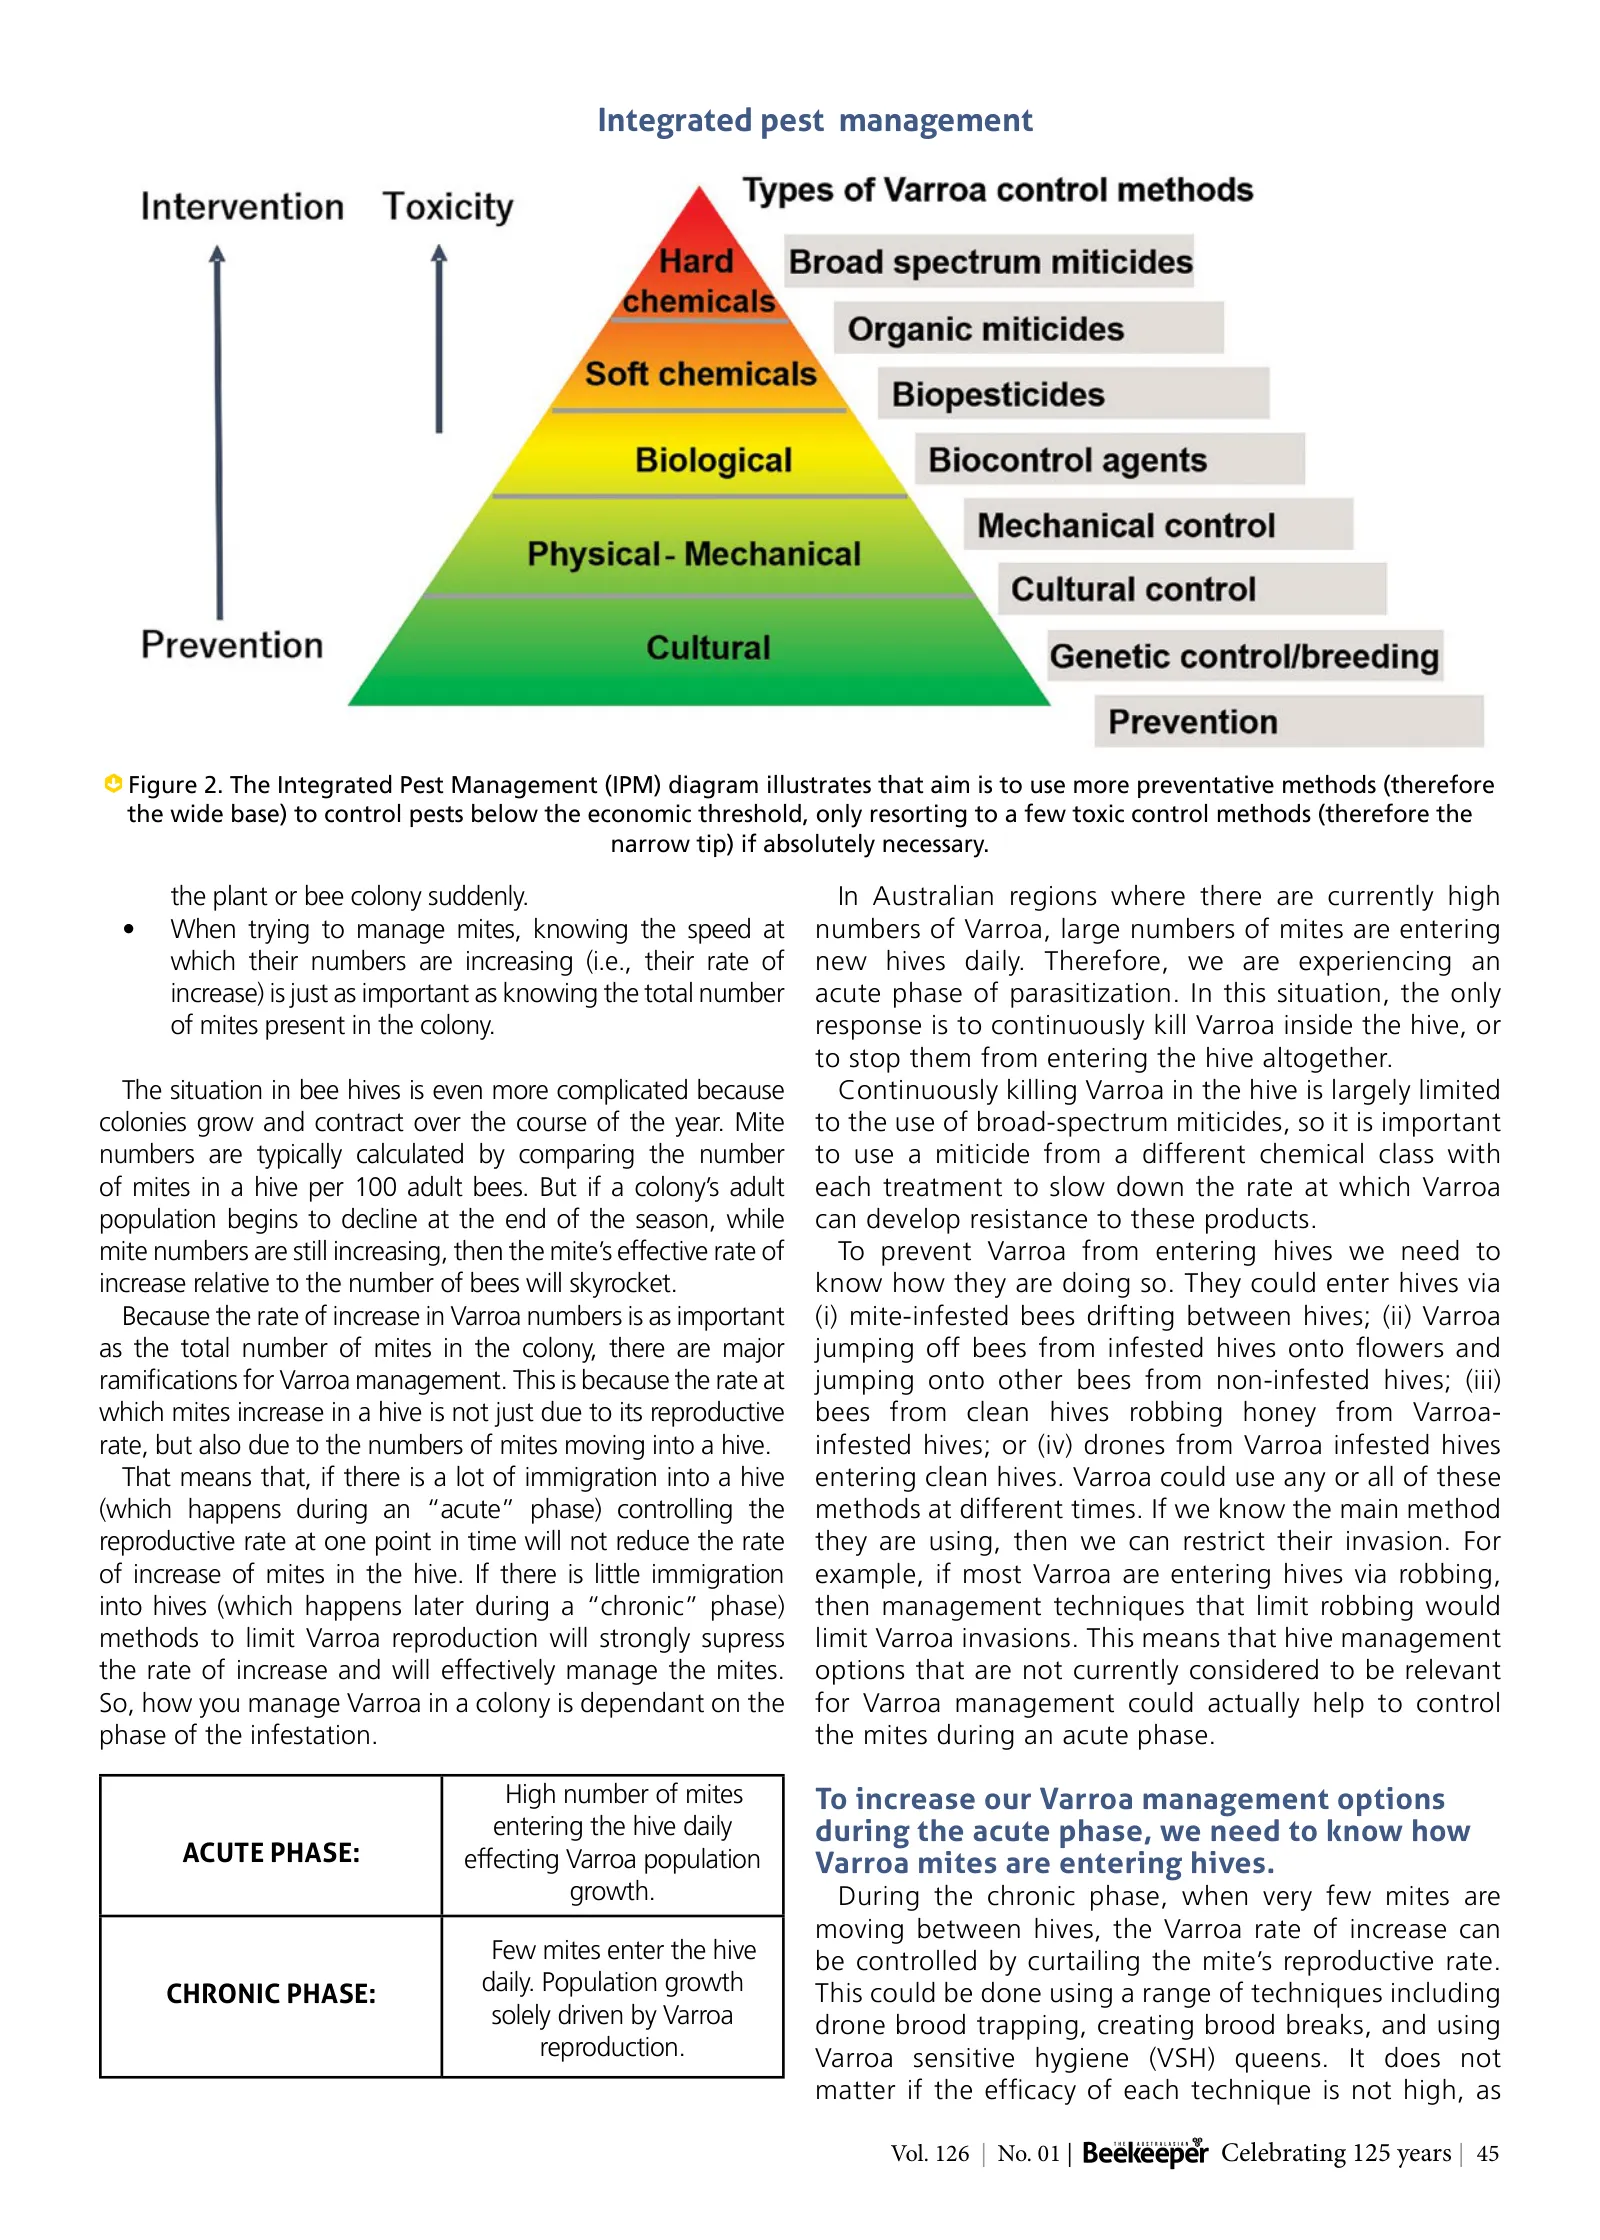 Integrated pest management
Intervention
Toxicity
Prevention
Types of Varroa control methods
Hard
chemicals
Soft chemicals
Biological
Physical - Mechanical
Cultural
Broad spectrum miticides
Organic miticides
Biopesticides
Biocontrol agents
Mechanical control
Cultural control
Genetic control/breeding
Prevention
Figure 2. The Integrated Pest Management (IPM) diagram illustrates that aim is to use more preventative methods (therefore
the wide base) to control pests below the economic threshold, only resorting to a few toxic control methods (therefore the
narrow tip) if absolutely necessary.
the plant or bee colony suddenly.
• When trying to manage mites, knowing the speed at
which their numbers are increasing (i.e., their rate of
increase) is just as important as knowing the total number
of mites present in the colony.
The situation in bee hives is even more complicated because
colonies grow and contract over the course of the year. Mite
numbers are typically calculated by comparing the number
of mites in a hive per 100 adult bees. But if a colony's adult
population begins to decline at the end of the season, while
mite numbers are still increasing, then the mite's effective rate of
increase relative to the number of bees will skyrocket.
Because the rate of increase in Varroa numbers is as important
as the total number of mites in the colony, there are major
ramifications for Varroa management. This is because the rate at
which mites increase in a hive is not just due to its reproductive
rate, but also due to the numbers of mites moving into a hive.
That means that, if there is a lot of immigration into a hive
(which happens during an "acute" phase) controlling the
reproductive rate at one point in time will not reduce the rate
of increase of mites in the hive. If there is little immigration
into hives (which happens later during a "chronic" phase)
methods to limit Varroa reproduction will strongly supress
the rate of increase and will effectively manage the mites.
So, how you manage Varroa in a colony is dependant on the
phase of the infestation.
ACUTE PHASE:
High number of mites
entering the hive daily
effecting Varroa population
growth.
CHRONIC PHASE:
Few mites enter the hive
daily. Population growth
solely driven by Varroa
reproduction.
In Australian regions where there are currently high
numbers of Varroa, large numbers of mites are entering
new hives daily. Therefore, we are experiencing an
acute phase of parasitization. In this situation, the only
response is to continuously kill Varroa inside the hive, or
to stop them from entering the hive altogether.
Continuously killing Varroa in the hive is largely limited
to the use of broad-spectrum miticides, so it is important
to use a miticide from a different chemical class with
each treatment to slow down the rate at which Varroa
can develop resistance to these products.
To prevent Varroa from entering hives we need to
know how they are doing so. They could enter hives via
(i) mite-infested bees drifting between hives; (ii) Varroa
jumping off bees from infested hives onto flowers and
jumping onto other bees from non-infested hives; (iii)
bees from clean hives robbing honey from Varroa-
infested hives; or (iv) drones from Varroa infested hives
entering clean hives. Varroa could use any or all of these
methods at different times. If we know the main method
they are using, then we can restrict their invasion. For
example, if most Varroa are entering hives via robbing,
then management techniques that limit robbing would
limit Varroa invasions. This means that hive management
options that are not currently considered to be relevant
for Varroa management could actually help to control
the mites during an acute phase.
To increase our Varroa management options
during the acute phase, we need to know how
Varroa mites are entering hives.
During the chronic phase, when very few mites are
moving between hives, the Varroa rate of increase can
be controlled by curtailing the mite's reproductive rate.
This could be done using a range of techniques including
drone brood trapping, creating brood breaks, and using
Varroa sensitive hygiene (VSH) queens. It does not
matter if the efficacy of each technique is not high, as
Vol. 126 | No. 01 | THE AUSTRALASIAN Beekeeper Celebrating 125 years | 45